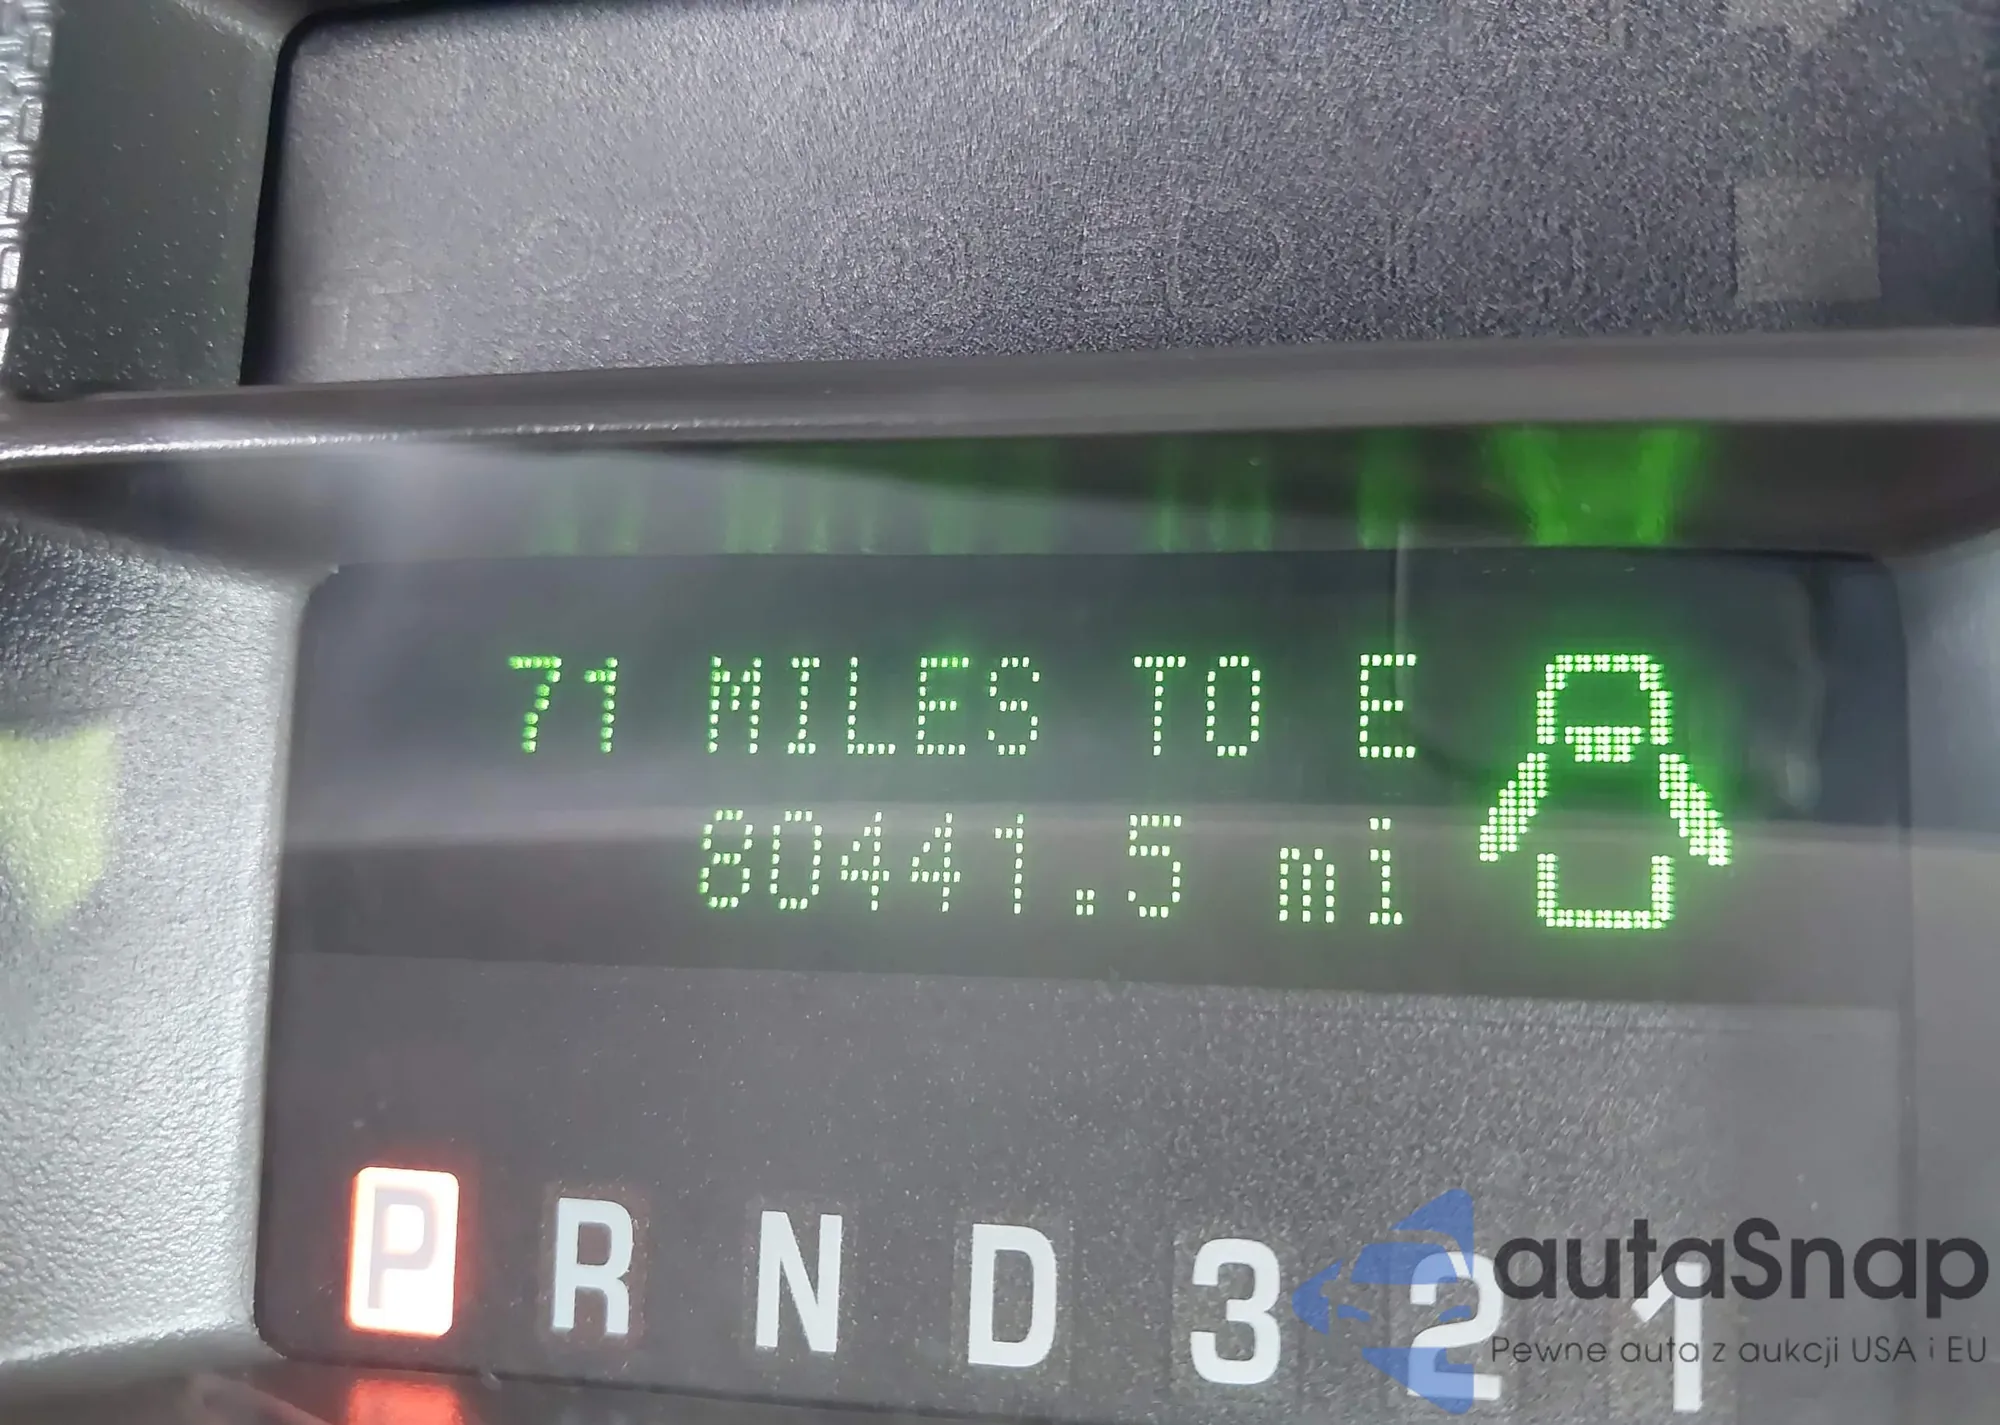 71 MILES TO E
80441.5 mi
P R N D 3 2 1
autaSnap
Pewne auta z aukcji USA i EU